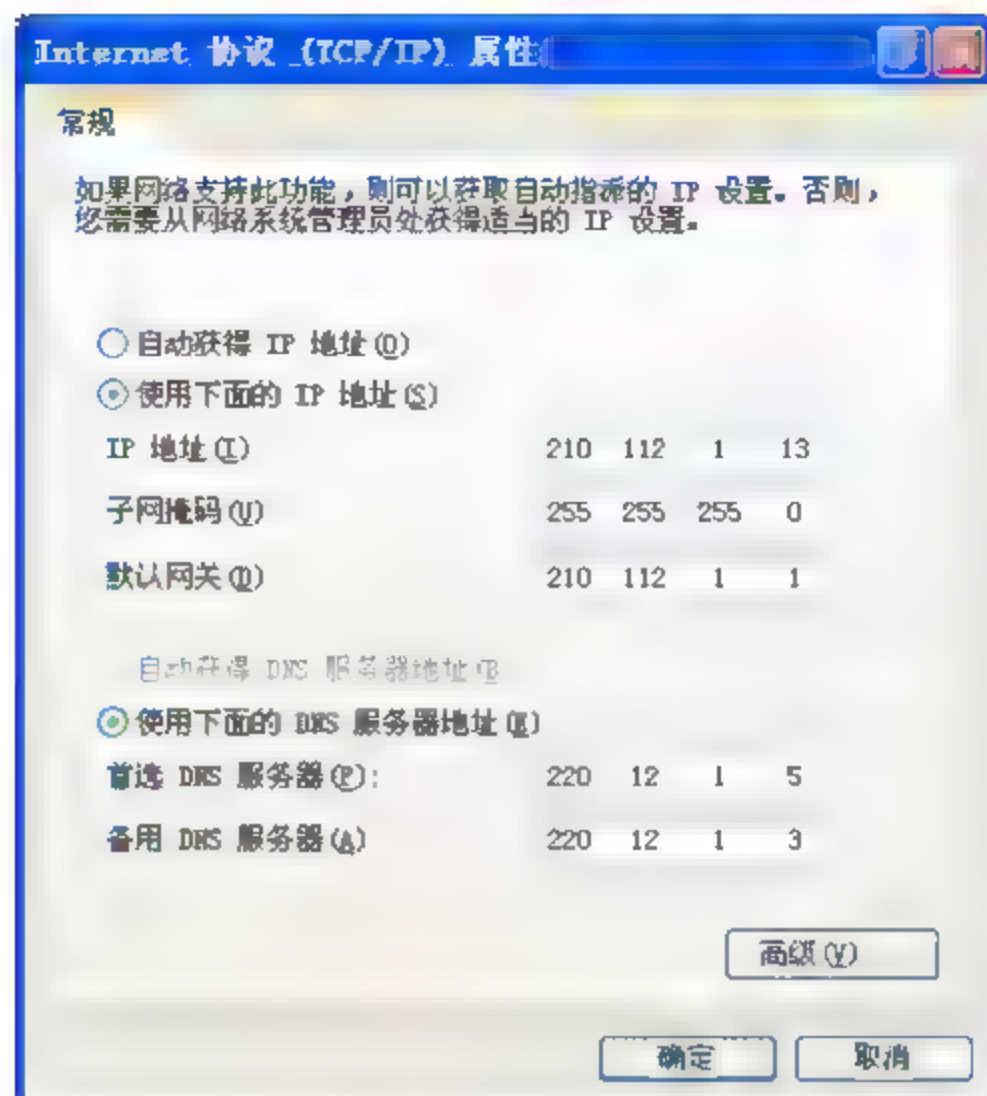 Internet 协议 (TCP/IP) 属性
常规
如果网络支持此功能，则可以获取自动指派的 IP 设置。否则，
您需要从网络系统管理员处获得适当的 IP 设置。
自动获得 IP 地址(O)
使用下面的 IP 地址(S)
IP 地址(I) 210 112 1 13
子网掩码(U) 255 255 255 0
默认网关(D) 210 112 1 1
自动获得 DNS 服务器地址(B
使用下面的 DNS 服务器地址(E)
首选 DNS 服务器(P): 220 12 1 5
备用 DNS 服务器(A) 220 12 1 3
高级(V)
确定 取消